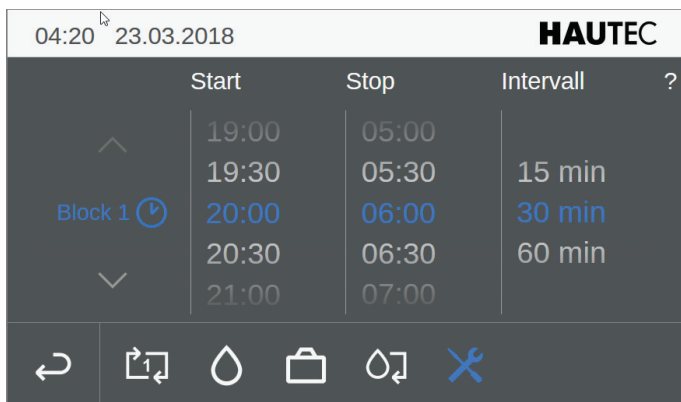 04:20 23.03.2018 HAUTEC
Start Stop Intervall ?
19:00 05:00
19:30 05:30 15 min
Block 1 20:00 06:00 30 min
20:30 06:30 60 min
21:00 07:00
1